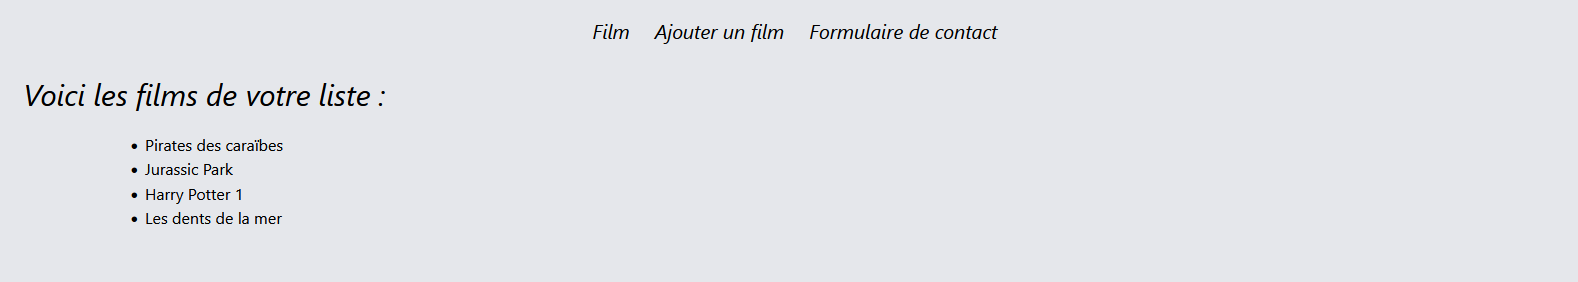 Film Ajouter un film Formulaire de contact
Voici les films de votre liste :
• Pirates des caraïbes
• Jurassic Park
• Harry Potter 1
• Les dents de la mer